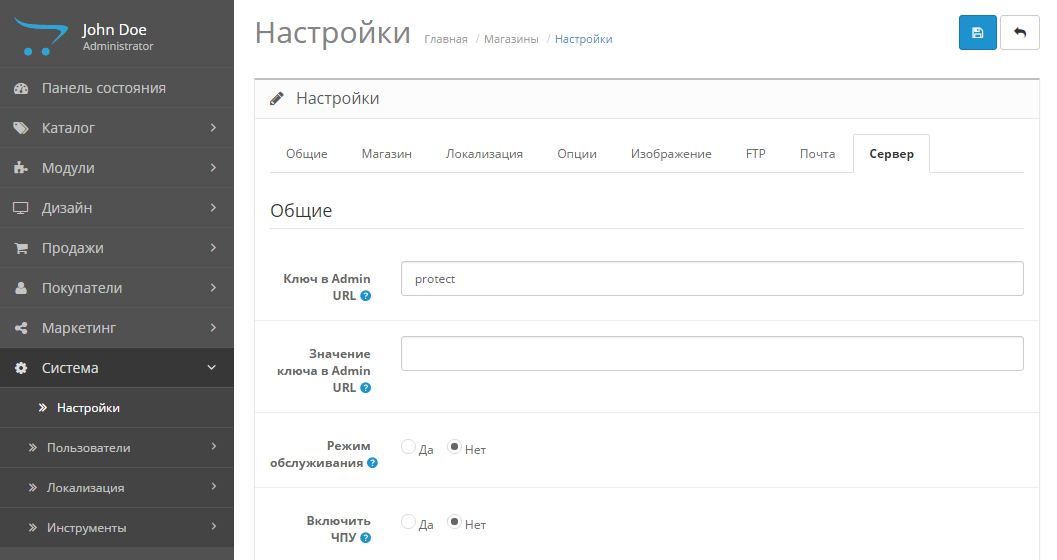 John Doe
Administrator
Панель состояния
Каталог
Модули
Дизайн
Продажи
Покупатели
Маркетинг
Система
Настройки
Пользователи
Локализация
Инструменты
Настройки Главная / Магазины / Настройки
Настройки
Общие Магазин Локализация Опции Изображение FTP Почта Сервер
Общие
Ключ в Admin
URL ?
protect
Значение
ключа в Admin
URL ?
Режим
обслуживания ?
Да Нет
Включить
ЧПУ ?
Да Нет